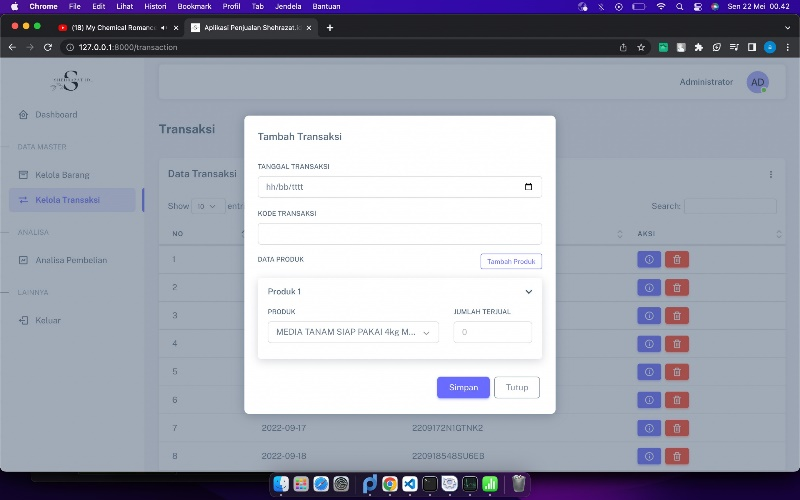 Chrome File Edit Lihat Histori Bookmark Profil Tab Jendela Bantuan Sen 22 Mei 00.42
(18) My Chemical Romance Aplikasi Penjualan Shehrazat.id
127.0.0.1:8000/transaction
Administrator AD
Dashboard
Transaksi
Tambah Transaksi
DATA MASTER
TANGGAL TRANSAKSI
Kelola Barang
Data Transaksi
hh/bb/tttt
Kelola Transaksi
Show 10 entr
Search:
KODE TRANSAKSI
ANALISA
NO
AKSI
Analisa Pembelian
1
DATA PRODUK Tambah Produk
LAINNYA
2
Produk 1
Keluar
3
PRODUK JUMLAH TERJUAL
MEDIA TANAM SIAP PAKAI 4kg M... 0
4
5
6
Simpan Tutup
7 2022-09-17 2209172N1GTNK2
8 2022-09-18 220918548SU6EB